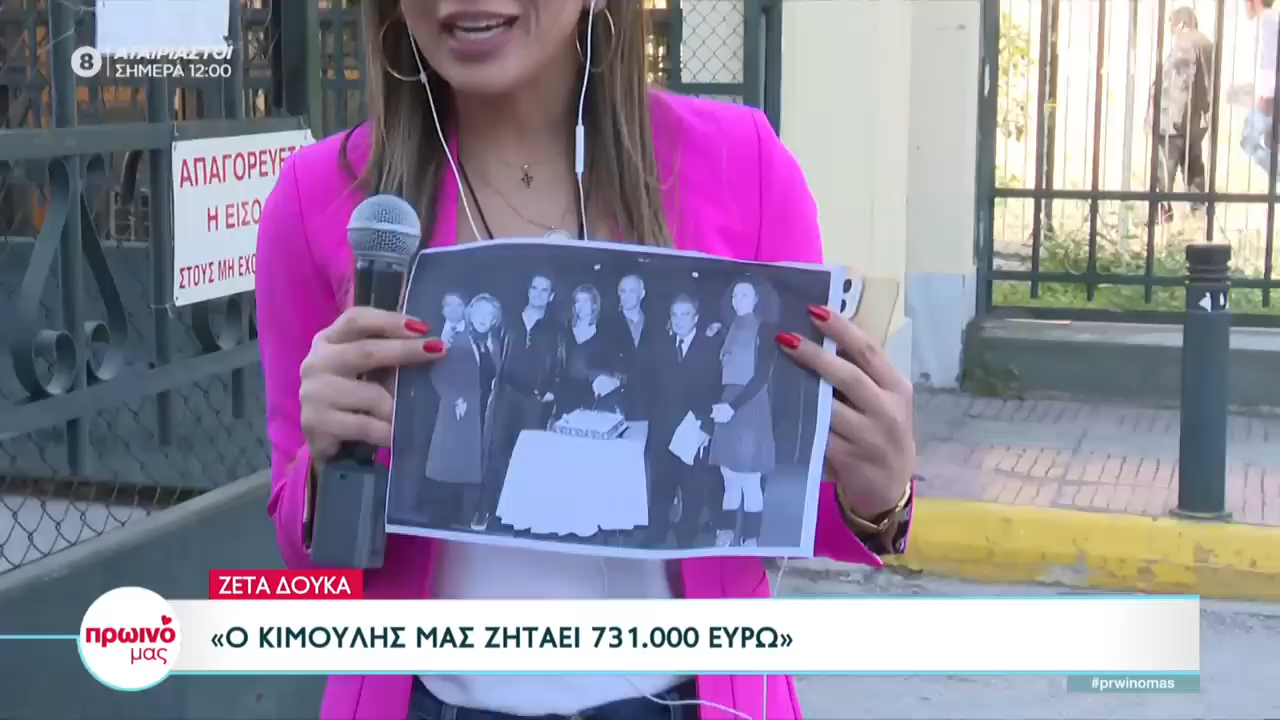 8
ΑΤΑΙΡΙΑΣΤΟΙ
ΣΗΜΕΡΑ 12:00
ΑΠΑΓΟΡΕΥΕΤ
Η ΕΙΣΟ
ΣΤΟΥΣ ΜΗ ΕΧΟ
ΖΕΤΑ ΔΟΥΚΑ
πρωινό
μας
«Ο ΚΙΜΟΥΛΗΣ ΜΑΣ ΖΗΤΑΕΙ 731.000 ΕΥΡΩ»
#prwinomas